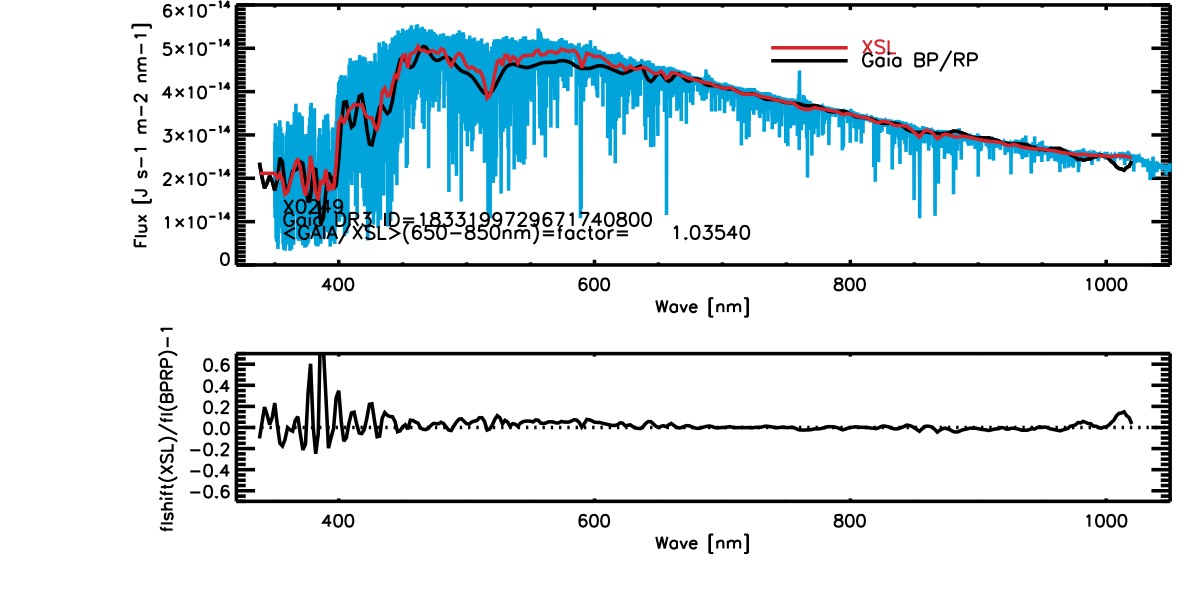 6×10⁻¹⁴
5×10⁻¹⁴
4×10⁻¹⁴
3×10⁻¹⁴
2×10⁻¹⁴
1×10⁻¹⁴
0
Flux [J s−1 m−2 nm−1]
XSL
Gaia BP/RP
X0249
Gaia DR3 ID=1833199729671740800
<GAIA/XSL>(650−850nm)=factor= 1.03540
400 600 800 1000
Wave [nm]
flshift(XSL)/fl(BPRP)−1
0.6
0.4
0.2
0.0
−0.2
−0.4
−0.6
400 600 800 1000
Wave [nm]